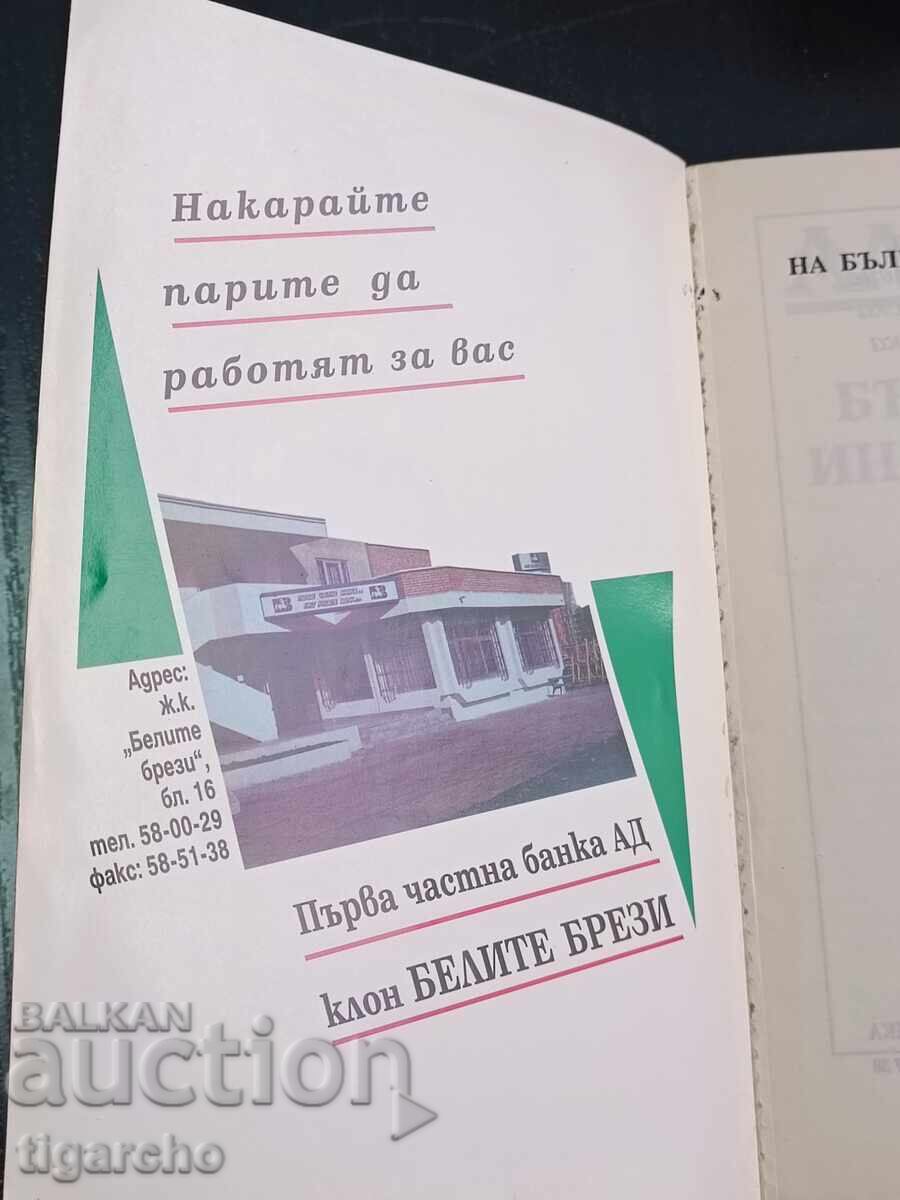 Накарайте
парите да
работят за вас
НА БЪЛ
Адрес:
ж.к.
„Белите
брези“,
бл. 16
тел. 58-00-29
факс: 58-51-38
Първа частна банка АД
клон БЕЛИТЕ БРЕЗИ
BALKAN
auction
tigarcho